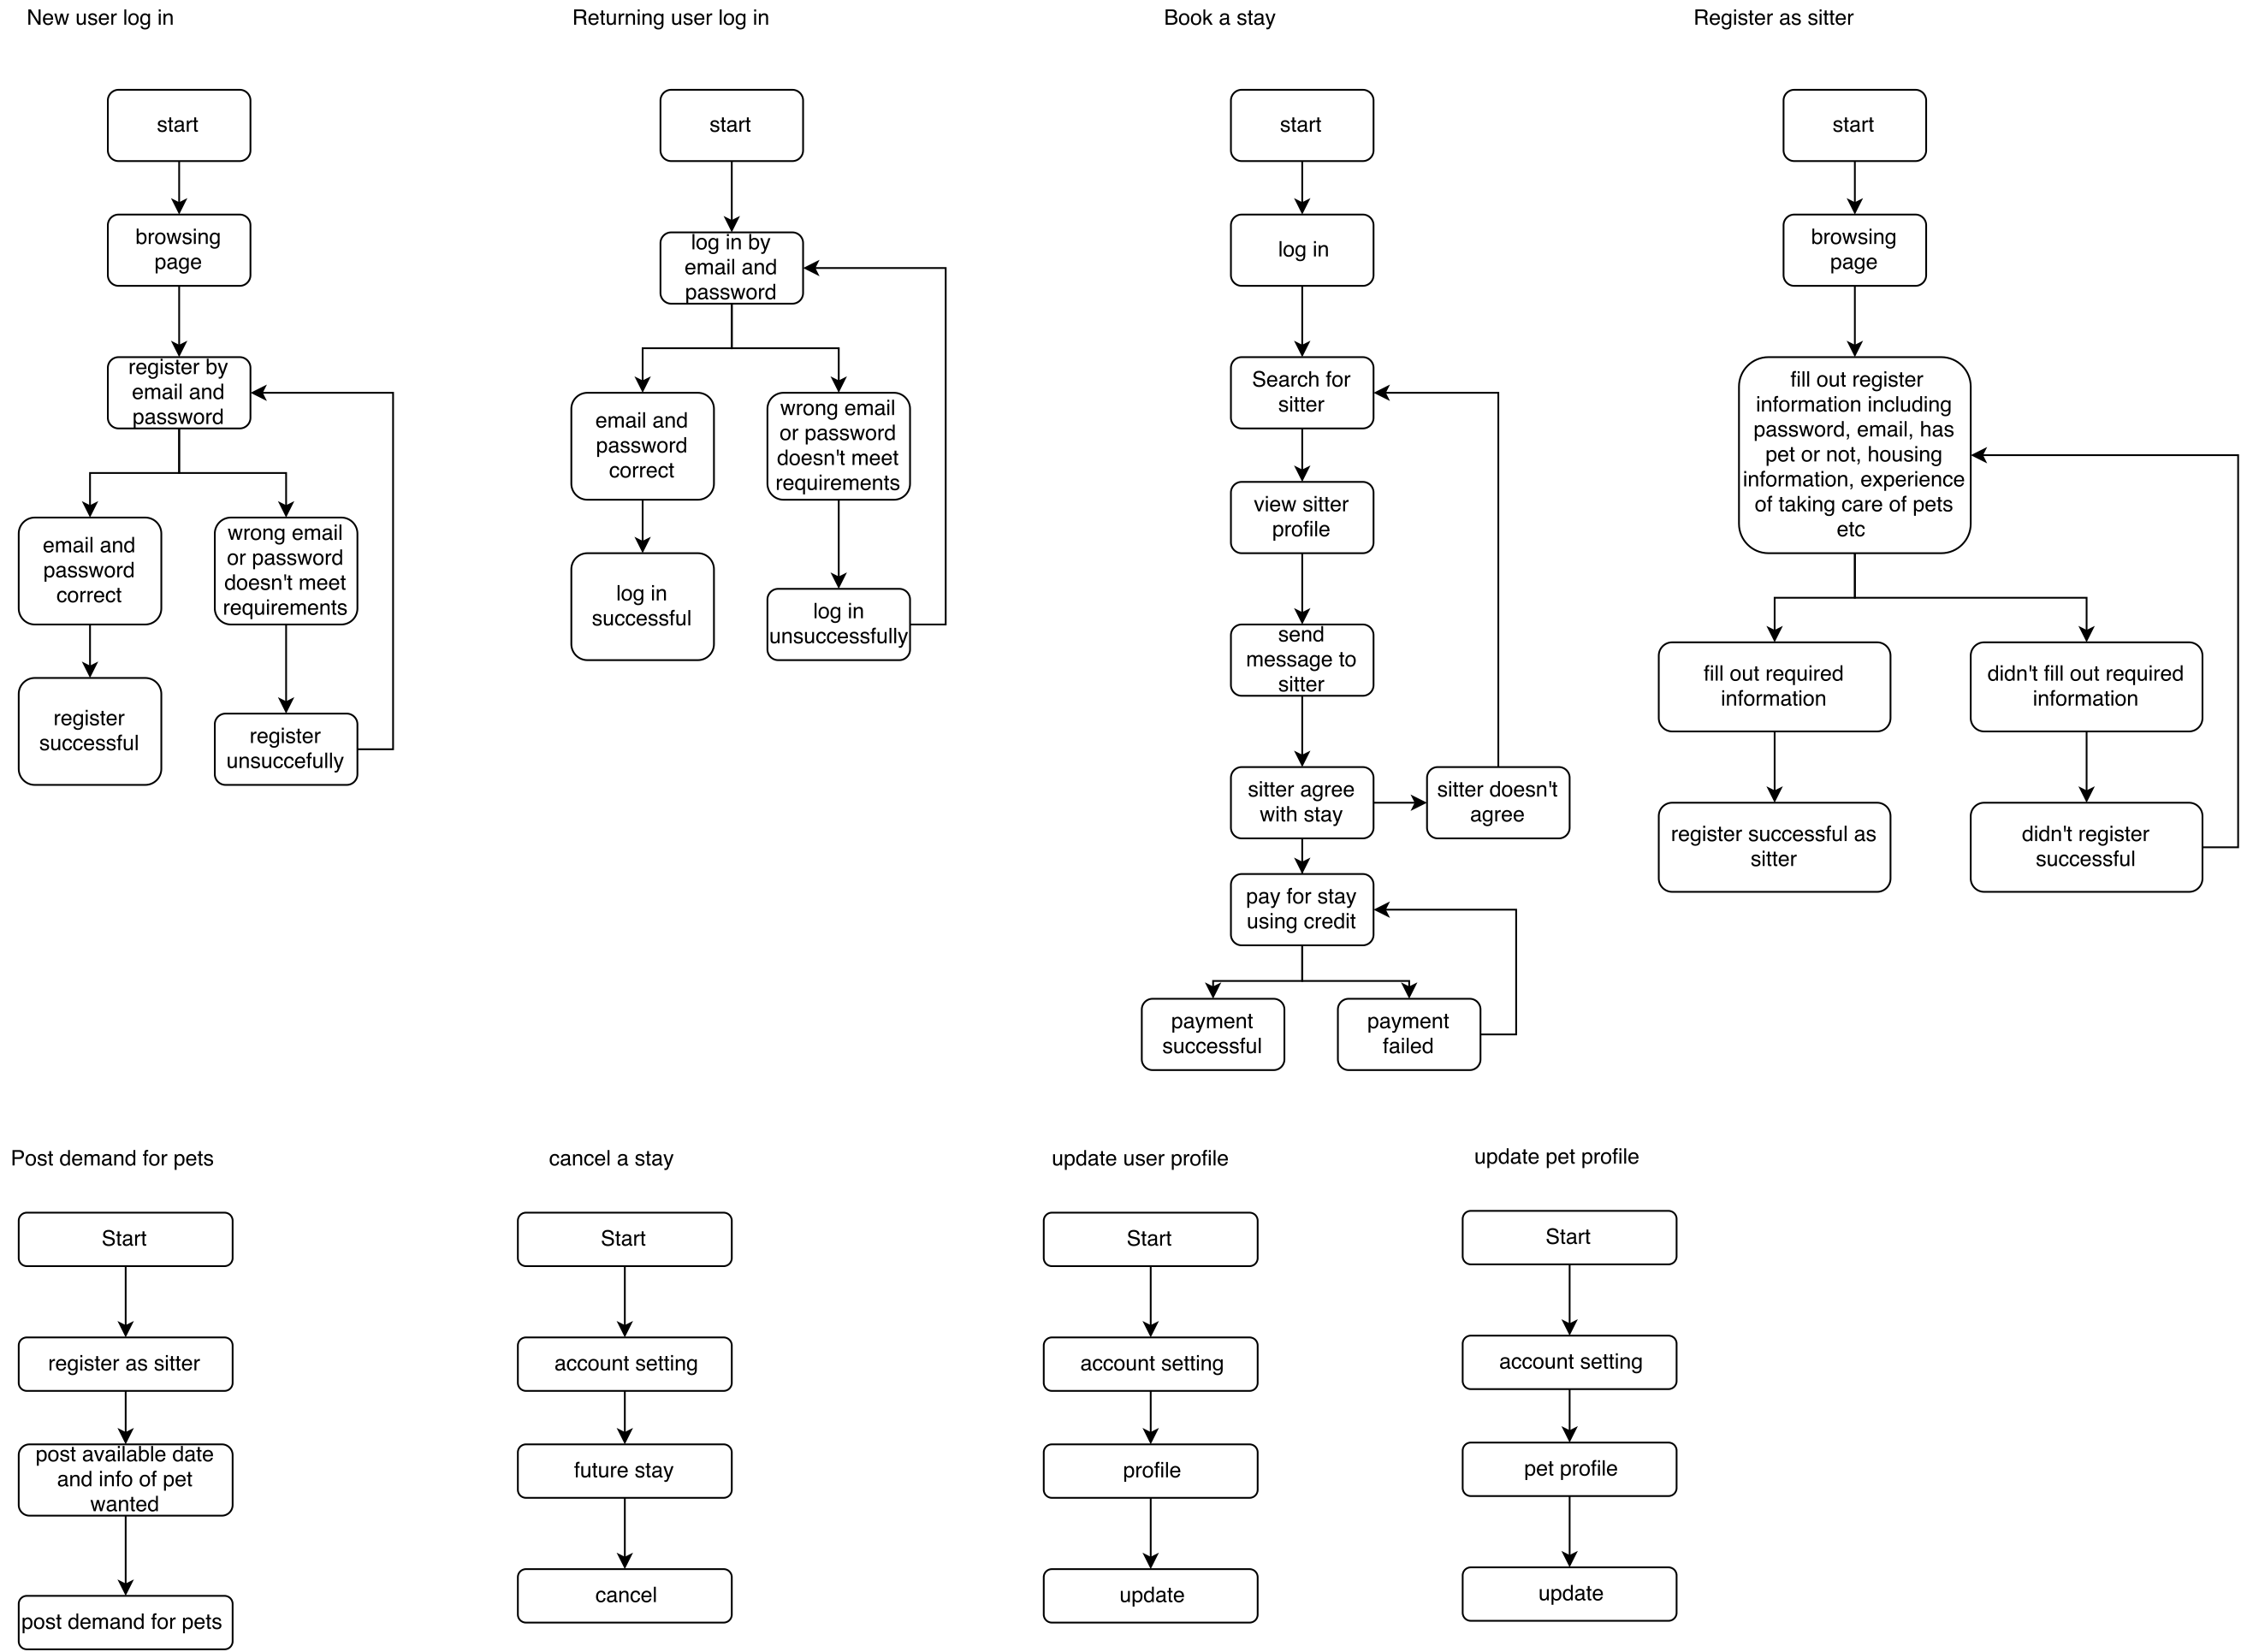 New user log in
start
browsing
page
register by
email and
password
email and
password
correct
wrong email
or password
doesn't meet
requirements
register
successful
register
unsuccefully
Returning user log in
start
log in by
email and
password
email and
password
correct
wrong email
or password
doesn't meet
requirements
log in
successful
log in
unsuccessfully
Book a stay
start
log in
Search for
sitter
view sitter
profile
send
message to
sitter
sitter agree
with stay
sitter doesn't
agree
pay for stay
using credit
payment
successful
payment
failed
Register as sitter
start
browsing
page
fill out register
information including
password, email, has
pet or not, housing
information, experience
of taking care of pets
etc
fill out required
information
didn't fill out required
information
register successful as
sitter
didn't register
successful
Post demand for pets
Start
register as sitter
post available date
and info of pet
wanted
post demand for pets
cancel a stay
Start
account setting
future stay
cancel
update user profile
Start
account setting
profile
update
update pet profile
Start
account setting
pet profile
update